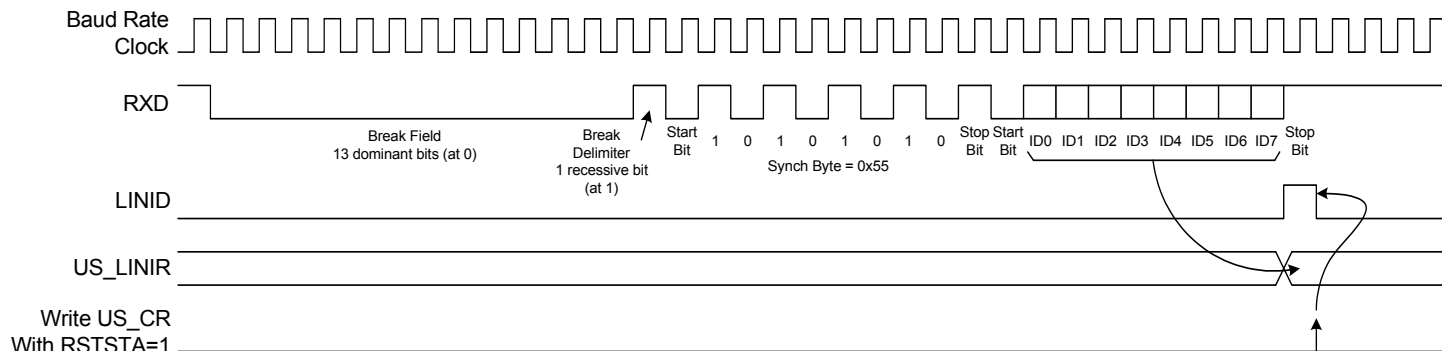 Baud Rate
Clock
RXD
Break Field
13 dominant bits (at 0)
Break
Delimiter
1 recessive bit
(at 1)
Start
Bit
1 0 1 0 1 0 1 0
Synch Byte = 0x55
Stop
Bit
Start
Bit
ID0 ID1 ID2 ID3 ID4 ID5 ID6 ID7
Stop
Bit
LINID
US_LINIR
Write US_CR
With RSTSTA=1